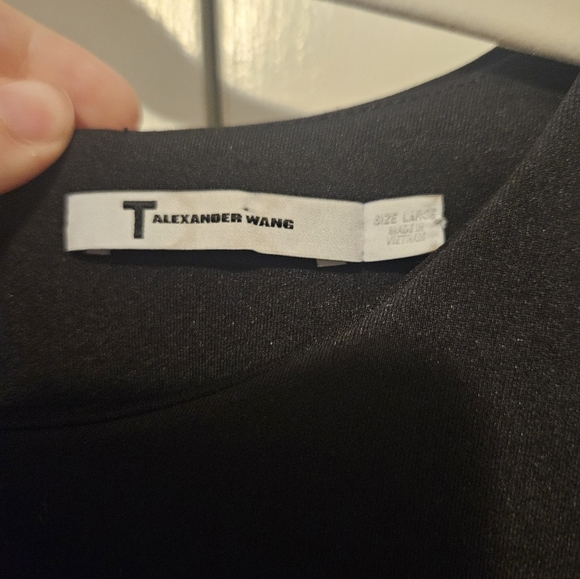 T ALEXANDER WANG
SIZE LARGE
MADE IN
VIETNAM